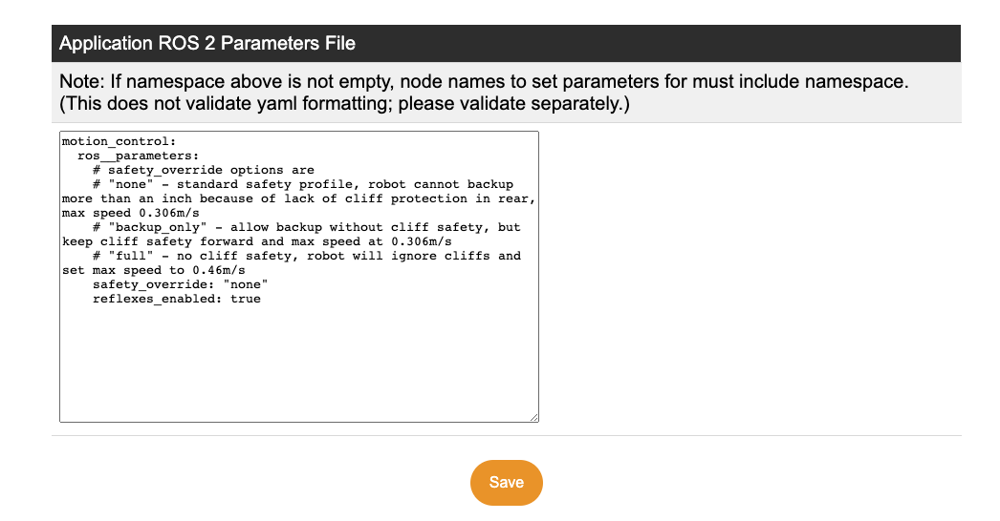 Application ROS 2 Parameters File
Note: If namespace above is not empty, node names to set parameters for must include namespace.
(This does not validate yaml formatting; please validate separately.)
motion_control:
  ros__parameters:
    # safety_override options are
    # "none" - standard safety profile, robot cannot backup
more than an inch because of lack of cliff protection in rear,
max speed 0.306m/s
    # "backup_only" - allow backup without cliff safety, but
keep cliff safety forward and max speed at 0.306m/s
    # "full" - no cliff safety, robot will ignore cliffs and
set max speed to 0.46m/s
    safety_override: "none"
    reflexes_enabled: true
Save